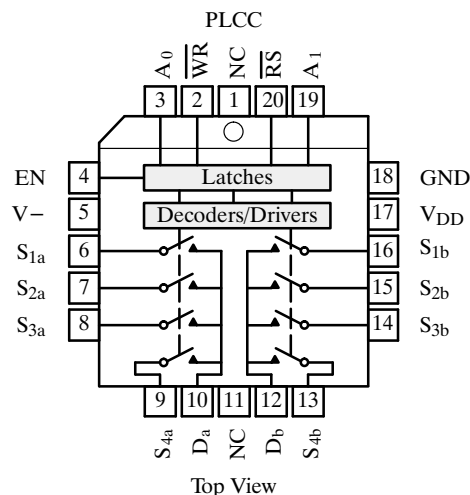 PLCC
A0 WR NC RS A1
3 2 1 20 19
EN 4 Latches 18 GND
V− 5 Decoders/Drivers 17 VDD
S1a 6 16 S1b
S2a 7 15 S2b
S3a 8 14 S3b
9 10 11 12 13
S4a Da NC Db S4b
Top View